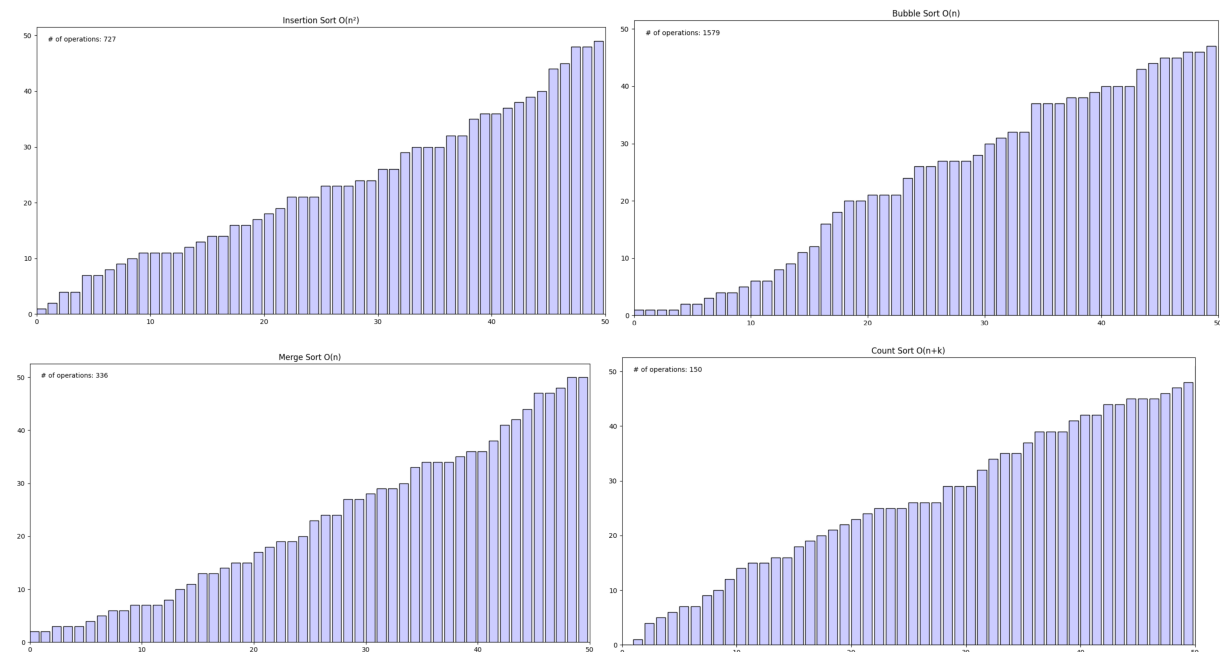 Insertion Sort O(n²)
# of operations: 727
50
40
30
20
10
0
0 10 20 30 40 50
Bubble Sort O(n)
# of operations: 1579
50
40
30
20
10
0
0 10 20 30 40 50
Merge Sort O(n)
# of operations: 336
50
40
30
20
10
0
0 10 20 30 40 50
Count Sort O(n+k)
# of operations: 150
50
40
30
20
10
0
0 10 20 30 40 50